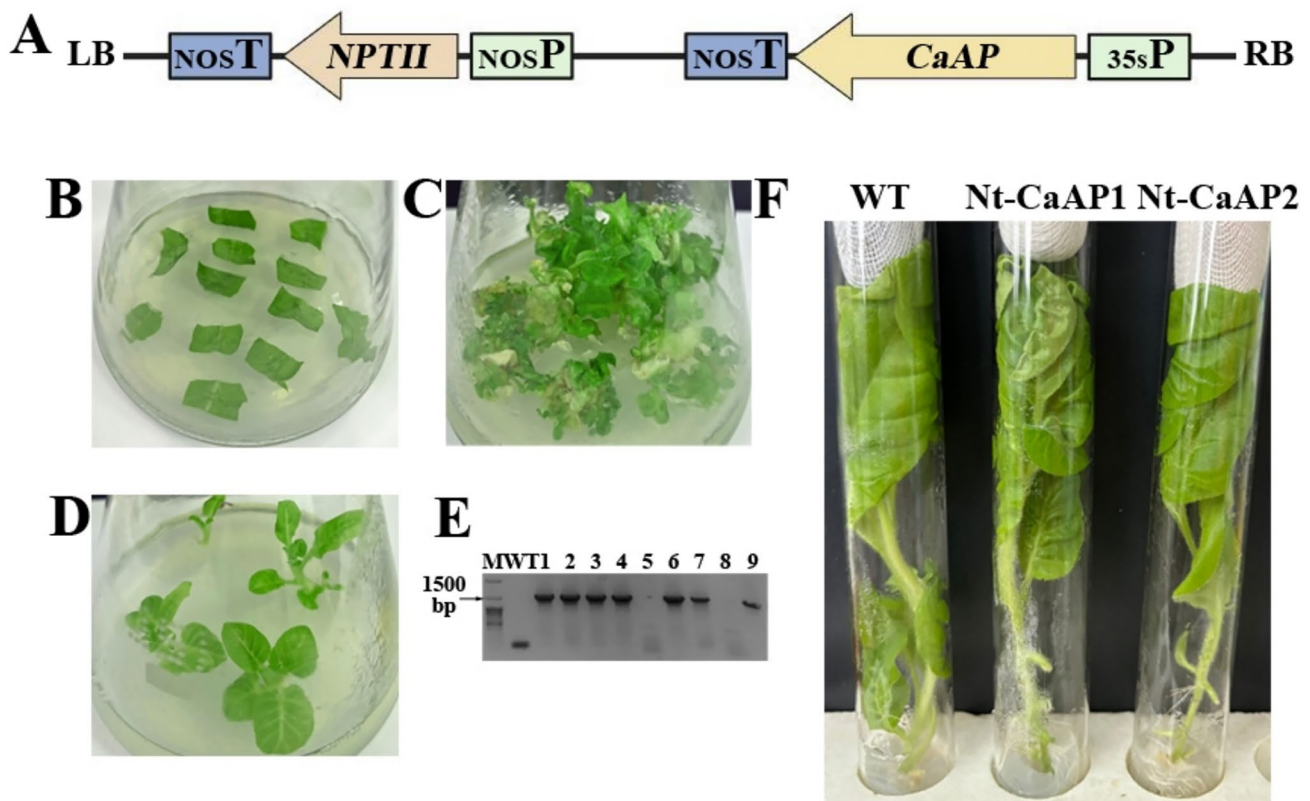 A
LB NOST NPTII NOSP NOST CaAP 35sP RB
B
C
F
WT Nt-CaAP1 Nt-CaAP2
D
E
M WT 1 2 3 4 5 6 7 8 9
1500
bp